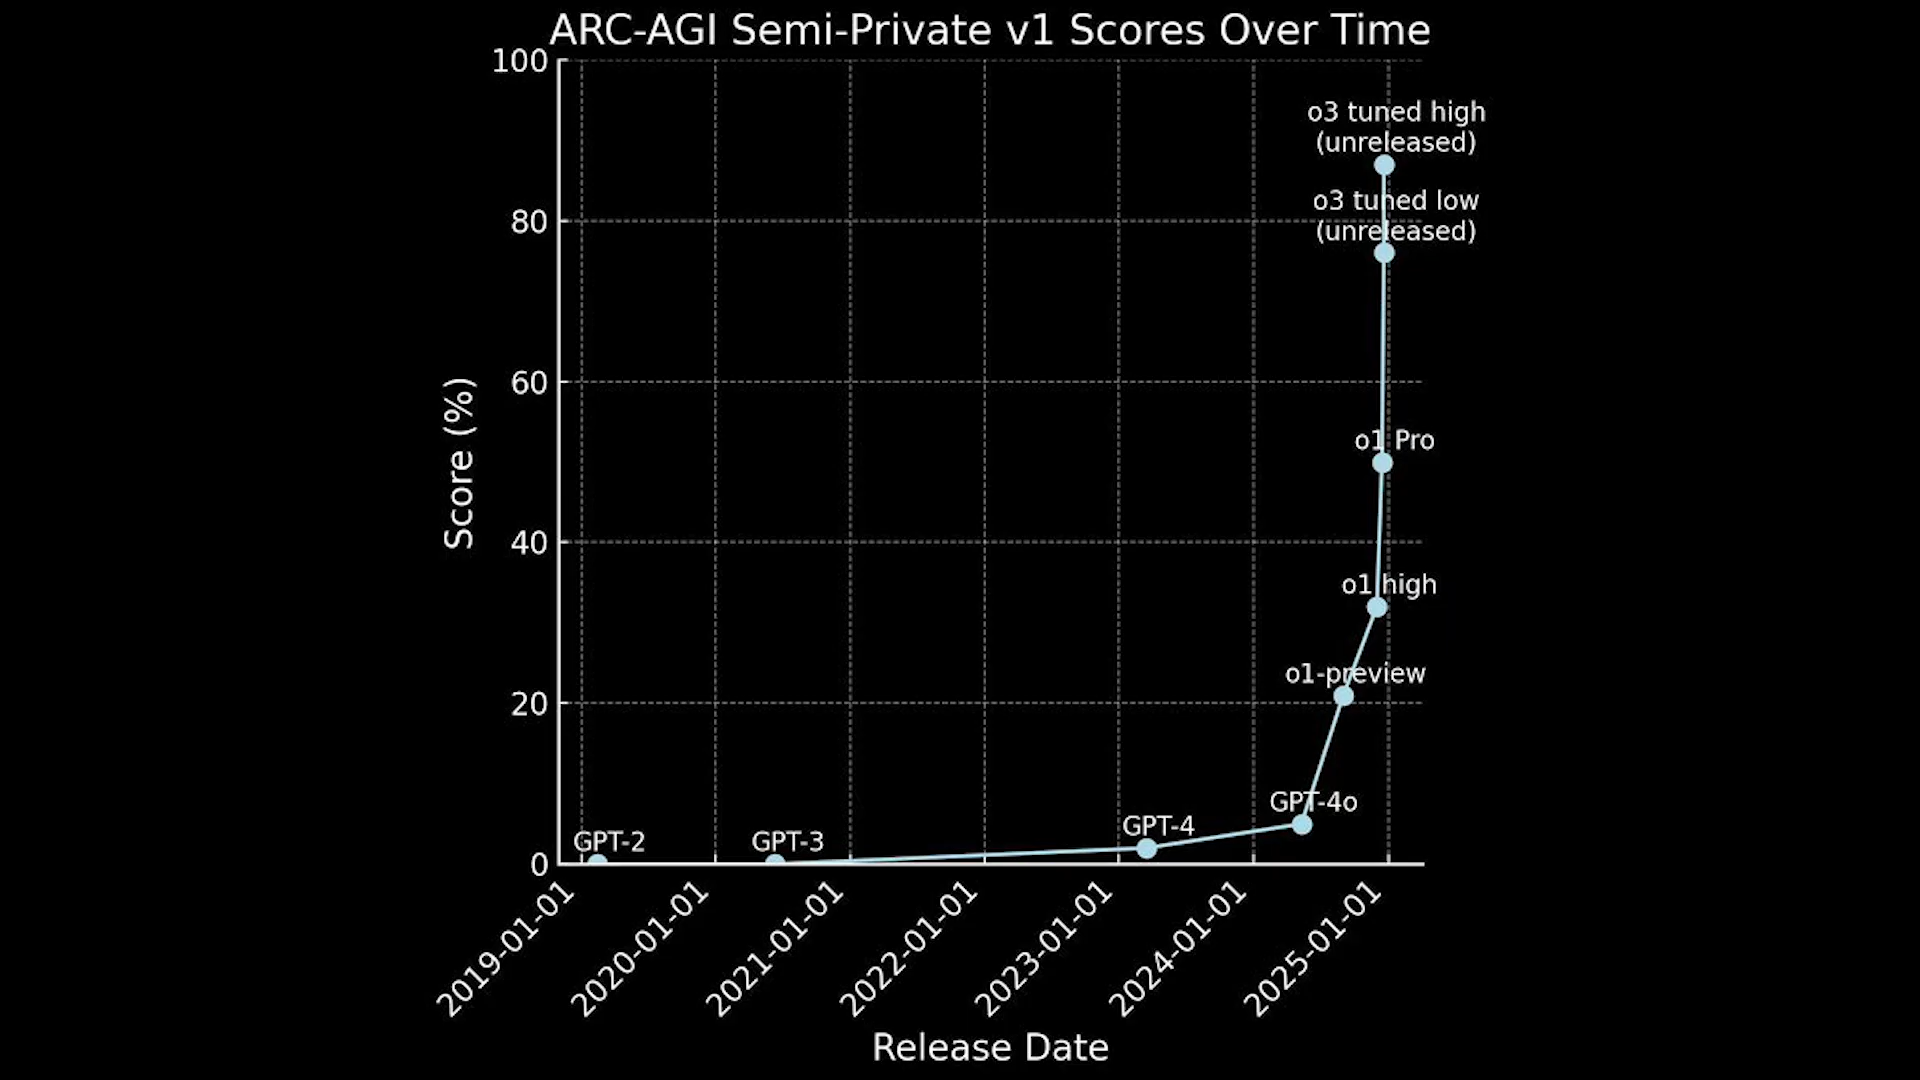 ARC-AGI Semi-Private v1 Scores Over Time
100
80
60
40
20
0
Score (%)
o3 tuned high
(unreleased)
o3 tuned low
(unreleased)
o1 Pro
o1 high
o1-preview
GPT-4o
GPT-4
GPT-3
GPT-2
2019-01-01
2020-01-01
2021-01-01
2022-01-01
2023-01-01
2024-01-01
2025-01-01
Release Date